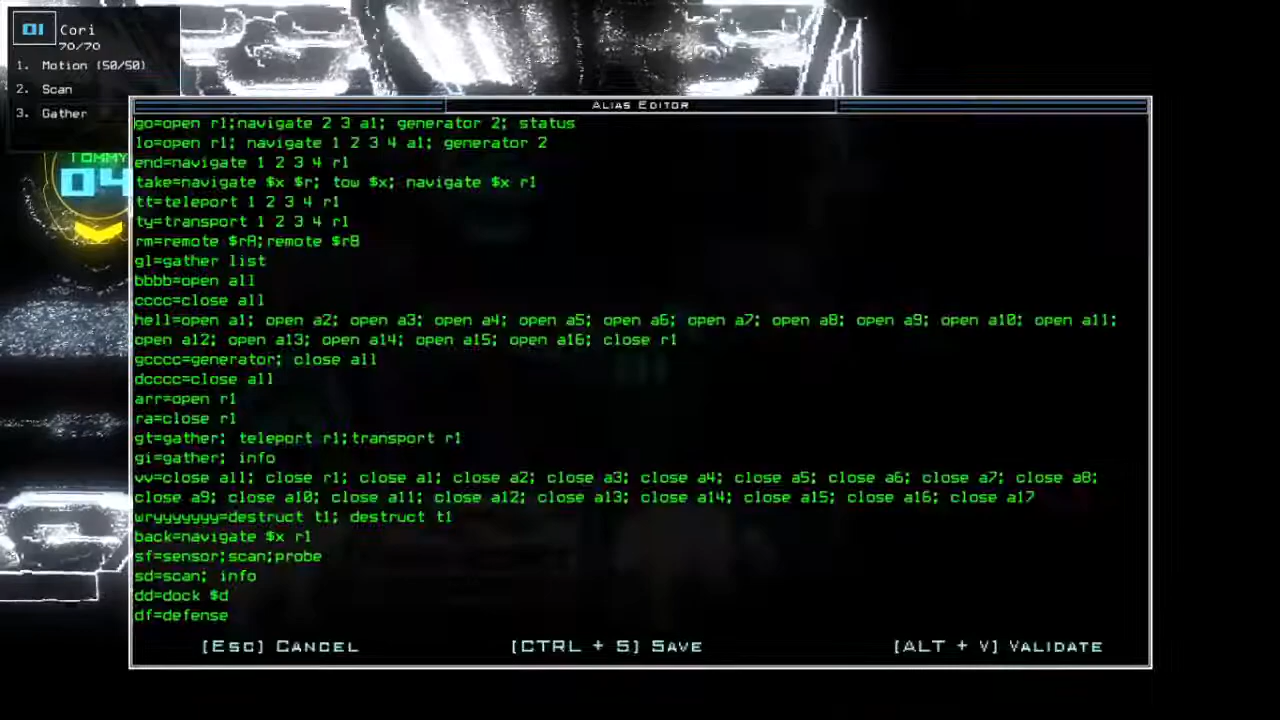 01 Cori
70/70
1. Motion (50/50)
2. Scan
3. Gather
TOMMY
04
Alias Editor
go=open r1;navigate 2 3 a1; generator 2; status
lo=open r1; navigate 1 2 3 4 a1; generator 2
end=navigate 1 2 3 4 r1
take=navigate $x $r; tow $x; navigate $x r1
tt=teleport 1 2 3 4 r1
ty=transport 1 2 3 4 r1
rm=remote $rA;remote $rB
gl=gather list
bbbb=open all
cccc=close all
hell=open a1; open a2; open a3; open a4; open a5; open a6; open a7; open a8; open a9; open a10; open a11;
open a12; open a13; open a14; open a15; open a16; close r1
gcccc=generator; close all
dcccc=close all
arr=open r1
ra=close r1
gt=gather; teleport r1;transport r1
gi=gather; info
vv=close all; close r1; close a1; close a2; close a3; close a4; close a5; close a6; close a7; close a8;
close a9; close a10; close a11; close a12; close a13; close a14; close a15; close a16; close a17
wryyyyyyy=destruct t1; destruct t1
back=navigate $x r1
sf=sensor;scan;probe
sd=scan; info
dd=dock $d
df=defense
[Esc] Cancel [CTRL + S] Save [ALT + V] Validate